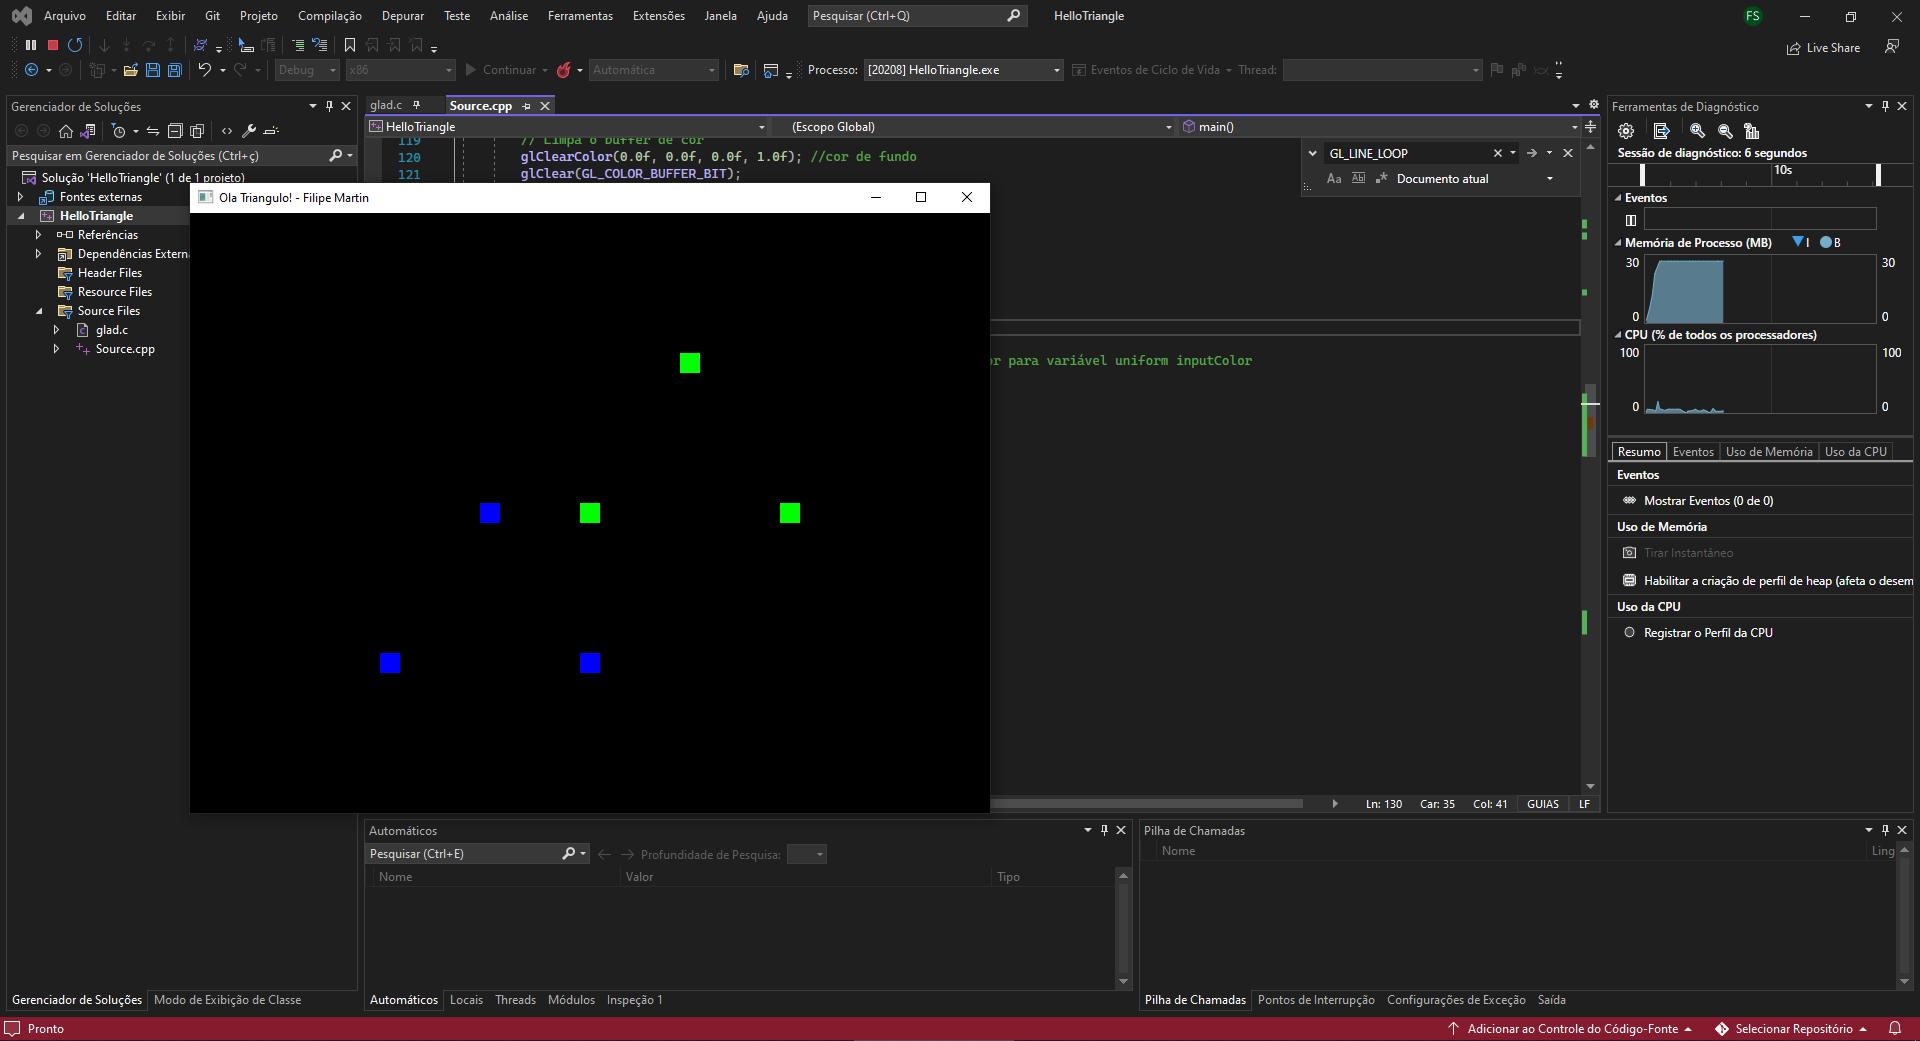 Arquivo Editar Exibir Git Projeto Compilação Depurar Teste Análise Ferramentas Extensões Janela Ajuda Pesquisar (Ctrl+Q) HelloTriangle FS
Live Share
Debug x86 Continuar Automática Processo: [20208] HelloTriangle.exe Eventos de Ciclo de Vida Thread:
Gerenciador de Soluções
Pesquisar em Gerenciador de Soluções (Ctrl+ç)
Solução 'HelloTriangle' (1 de 1 projeto)
Fontes externas
HelloTriangle
Referências
Dependências Extern
Header Files
Resource Files
Source Files
glad.c
Source.cpp
glad.c Source.cpp
HelloTriangle (Escopo Global) main()
119 // Limpa o buffer de cor
120 glClearColor(0.0f, 0.0f, 0.0f, 1.0f); //cor de fundo
121 glClear(GL_COLOR_BUFFER_BIT);
GL_LINE_LOOP
Aa Ab Documento atual
Ola Triangulo! - Filipe Martin
or para variável uniform inputColor
Ln: 130 Car: 35 Col: 41 GUIAS LF
Ferramentas de Diagnóstico
Sessão de diagnóstico: 6 segundos
10s
Eventos
Memória de Processo (MB) I B
30 30
0 0
CPU (% de todos os processadores)
100 100
0 0
Resumo Eventos Uso de Memória Uso da CPU
Eventos
Mostrar Eventos (0 de 0)
Uso de Memória
Tirar Instantâneo
Habilitar a criação de perfil de heap (afeta o desem
Uso da CPU
Registrar o Perfil da CPU
Automáticos
Pesquisar (Ctrl+E) Profundidade de Pesquisa:
Nome Valor Tipo
Pilha de Chamadas
Nome Ling
Gerenciador de Soluções Modo de Exibição de Classe
Automáticos Locais Threads Módulos Inspeção 1
Pilha de Chamadas Pontos de Interrupção Configurações de Exceção Saída
Pronto Adicionar ao Controle do Código-Fonte Selecionar Repositório